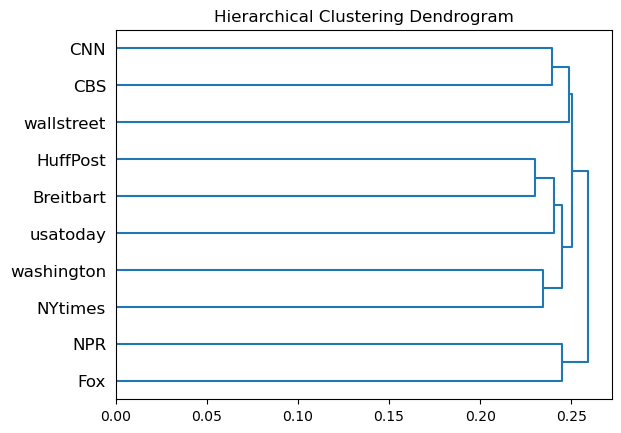 Hierarchical Clustering Dendrogram
CNN
CBS
wallstreet
HuffPost
Breitbart
usatoday
washington
NYtimes
NPR
Fox
0.00 0.05 0.10 0.15 0.20 0.25